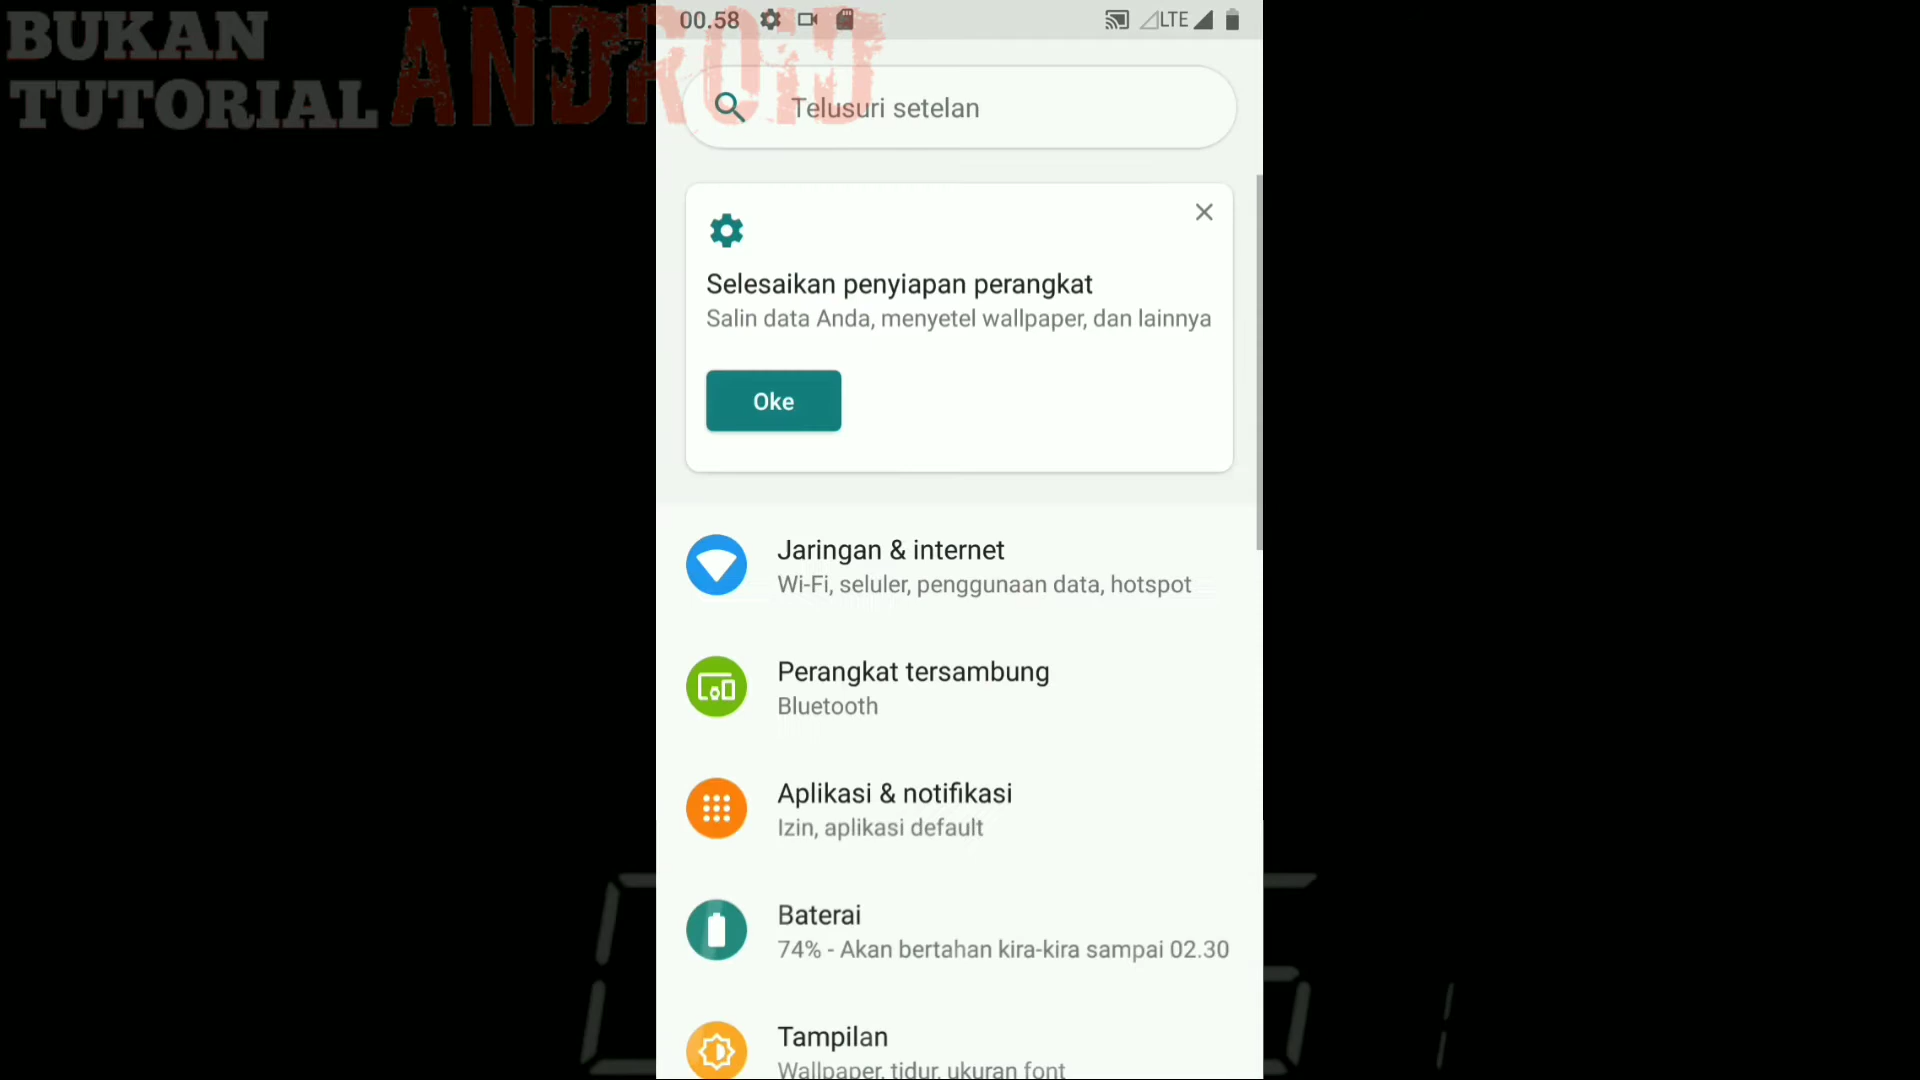 BUKAN
TUTORIAL ANDROID
00.58 LTE
Telusuri setelan
Selesaikan penyiapan perangkat
Salin data Anda, menyetel wallpaper, dan lainnya
Oke
Jaringan & internet
Wi-Fi, seluler, penggunaan data, hotspot
Perangkat tersambung
Bluetooth
Aplikasi & notifikasi
Izin, aplikasi default
Baterai
74% - Akan bertahan kira-kira sampai 02.30
Tampilan
Wallpaper, tidur, ukuran font